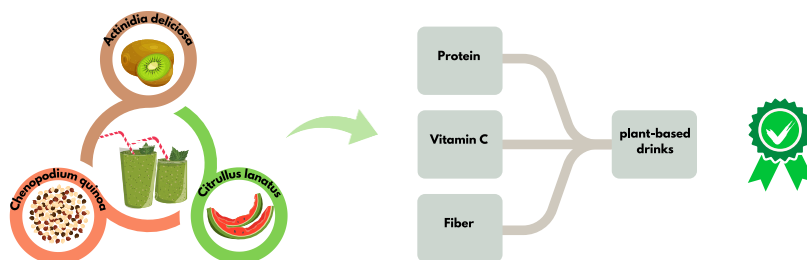 Actinidia deliciosa
Chenopodium quinoa
Citrullus lanatus
Protein
Vitamin C
Fiber
plant-based
drinks